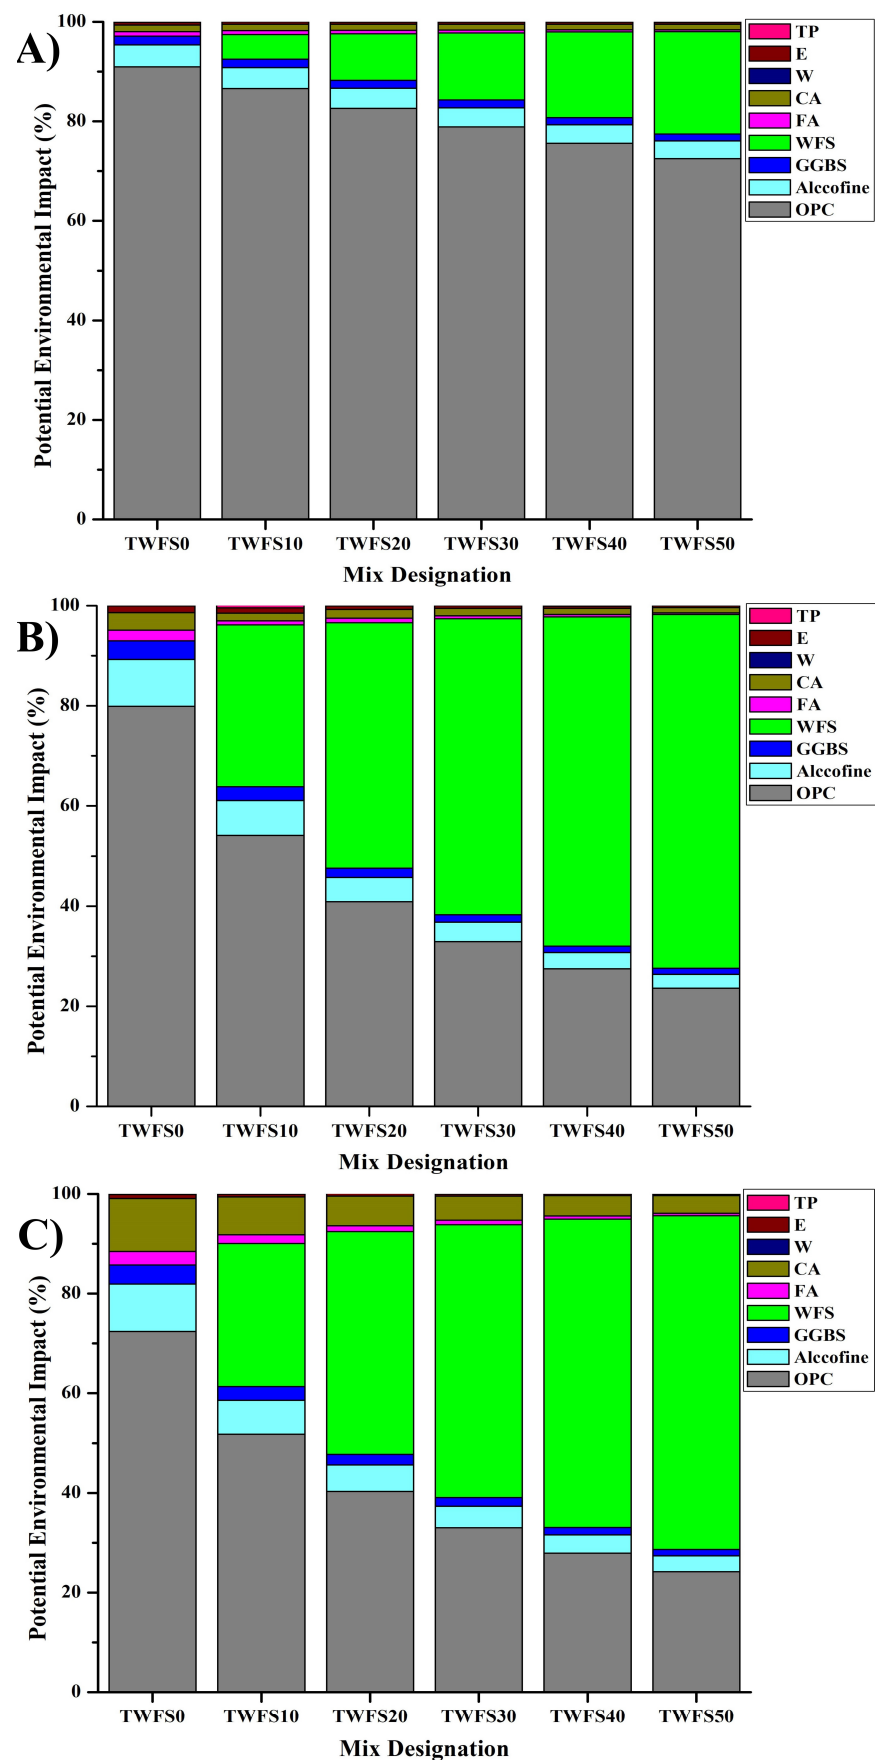 A)
Potential Environmental Impact (%)
100
80
60
40
20
0
TWFS0 TWFS10 TWFS20 TWFS30 TWFS40 TWFS50
Mix Designation
TP
E
W
CA
FA
WFS
GGBS
Alccofine
OPC
B)
Potential Environmental Impact (%)
100
80
60
40
20
0
TWFS0 TWFS10 TWFS20 TWFS30 TWFS40 TWFS50
Mix Designation
TP
E
W
CA
FA
WFS
GGBS
Alccofine
OPC
C)
Potential Environmental Impact (%)
100
80
60
40
20
0
TWFS0 TWFS10 TWFS20 TWFS30 TWFS40 TWFS50
Mix Designation
TP
E
W
CA
FA
WFS
GGBS
Alccofine
OPC